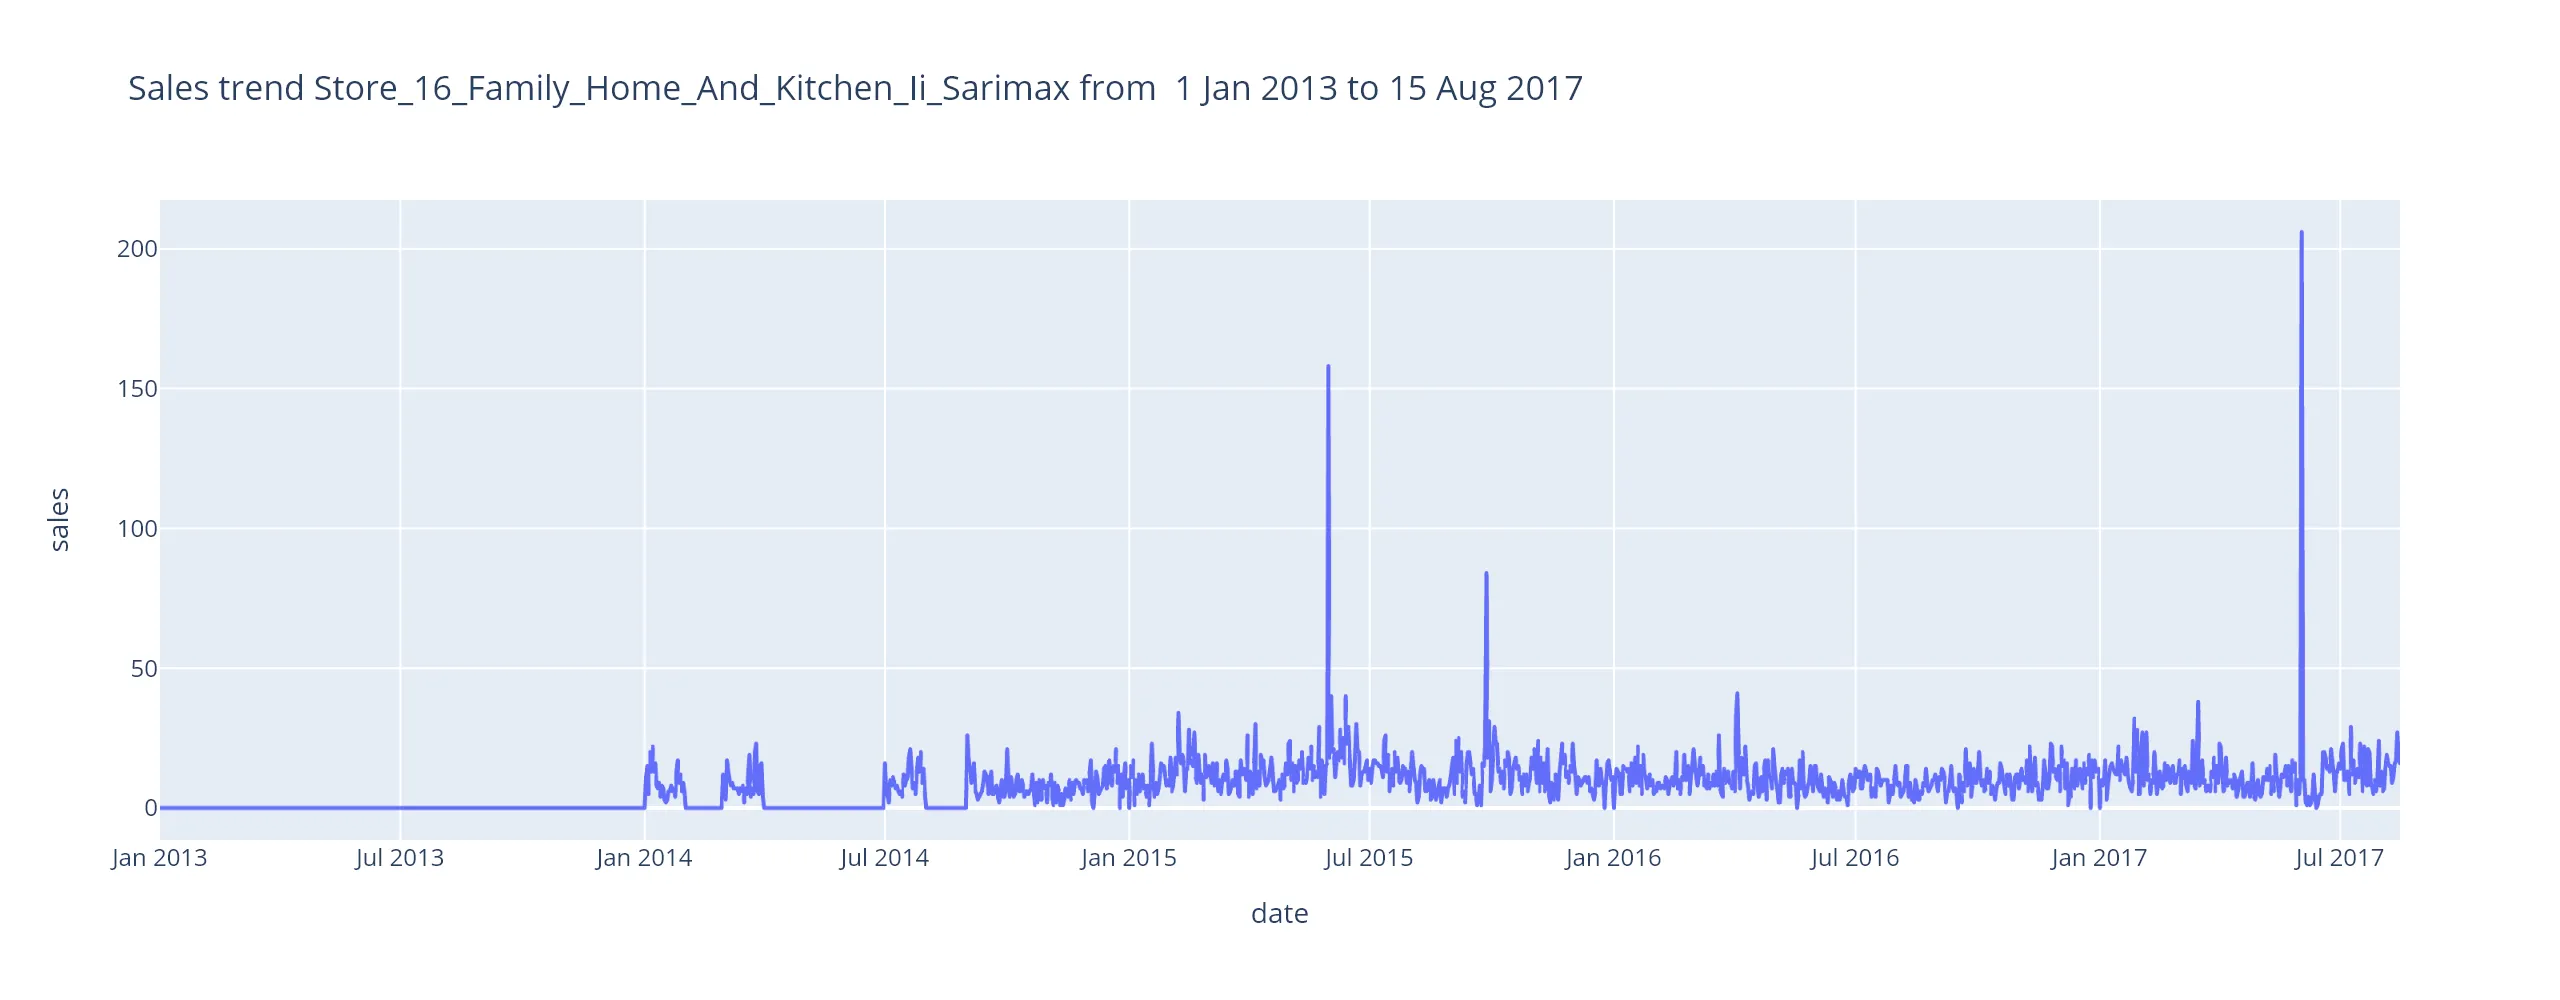 Sales trend Store_16_Family_Home_And_Kitchen_Ii_Sarimax from  1 Jan 2013 to 15 Aug 2017
200
150
100
50
0
sales
Jan 2013 Jul 2013 Jan 2014 Jul 2014 Jan 2015 Jul 2015 Jan 2016 Jul 2016 Jan 2017 Jul 2017
date